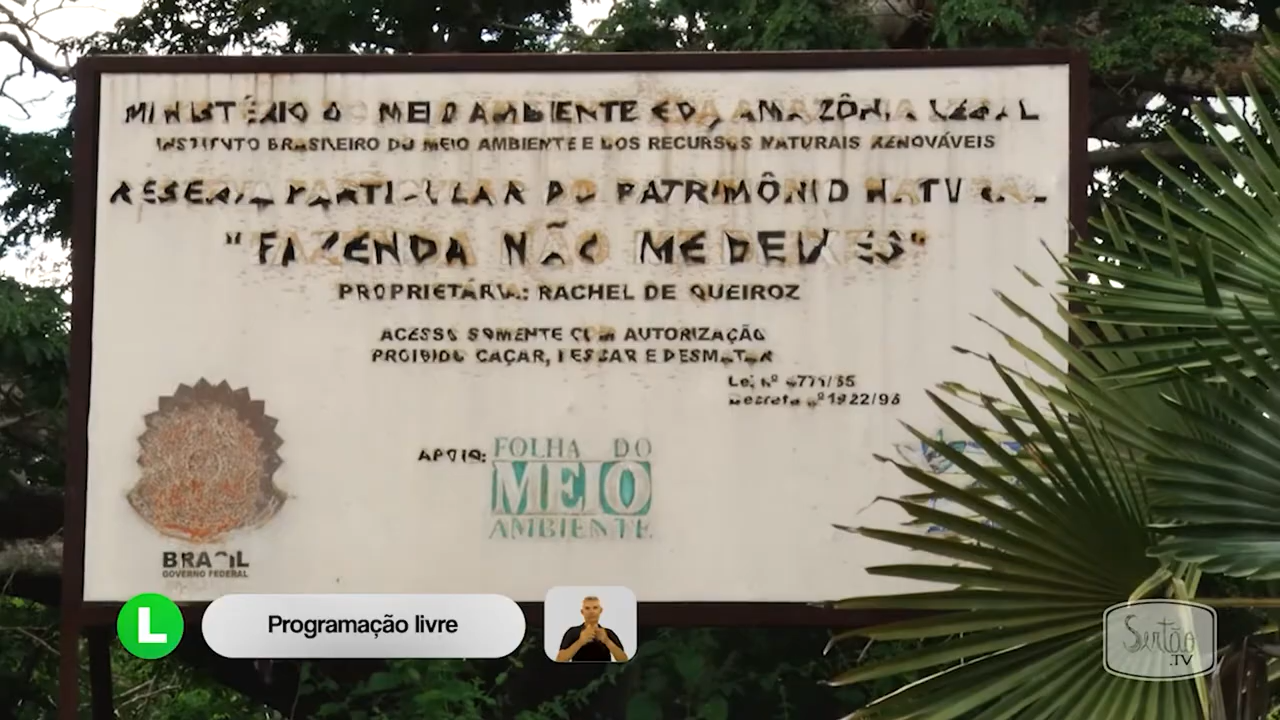 MINISTÉRIO DO MEIO AMBIENTE E DA AMAZÔNIA LEGAL
INSTITUTO BRASILEIRO DO MEIO AMBIENTE E DOS RECURSOS NATURAIS RENOVÁVEIS
RESERVA PARTICULAR DO PATRIMÔNIO NATURAL
"FAZENDA NÃO ME DEIXES"
PROPRIETÁRIA: RACHEL DE QUEIROZ
ACESSO SOMENTE COM AUTORIZAÇÃO
PROIBIDO CAÇAR, PESCAR E DESMATAR
Lei nº 4771/65
Decreto nº 1922/96
APOIO:
FOLHA DO
MEIO
AMBIENTE
BRASIL
GOVERNO FEDERAL
L
Programação livre
Sertão
.TV